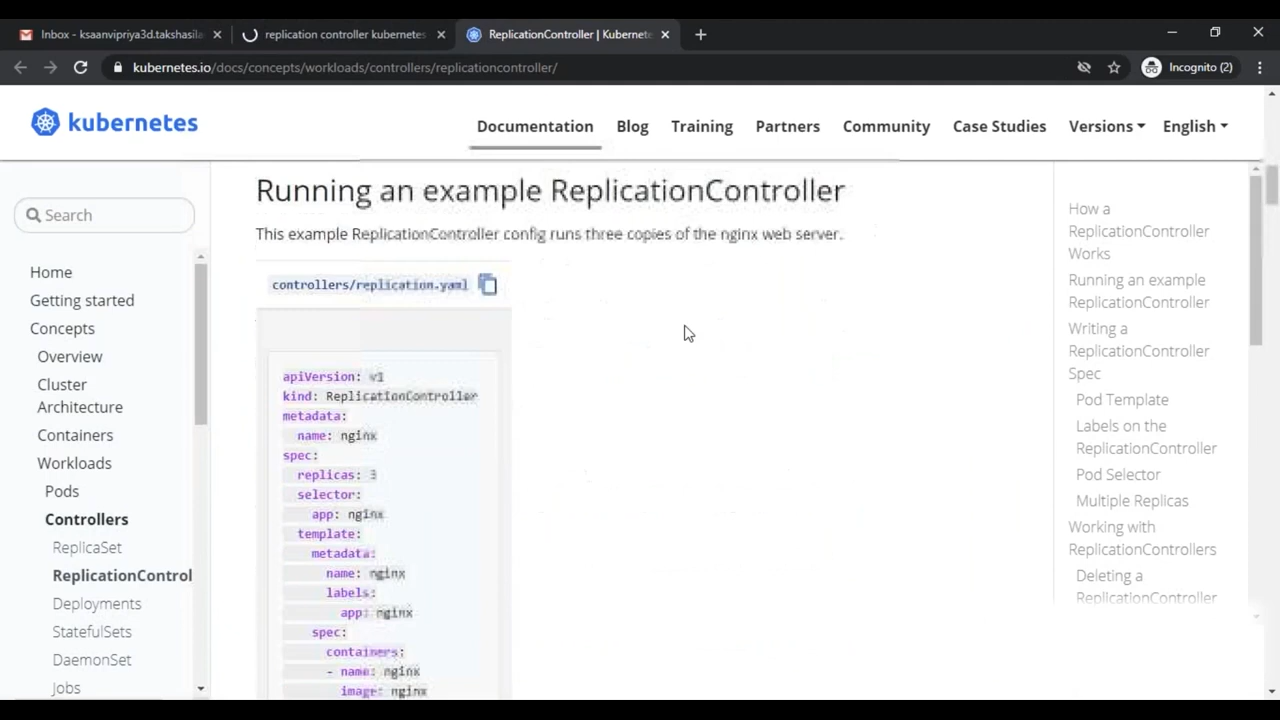 Inbox - ksaanvipriya3d.takshasila
replication controller kubernetes
ReplicationController | Kubernete
kubernetes.io/docs/concepts/workloads/controllers/replicationcontroller/
Incognito (2)
kubernetes
Documentation
Blog
Training
Partners
Community
Case Studies
Versions
English
Search
Home
Getting started
Concepts
Overview
Cluster
Architecture
Containers
Workloads
Pods
Controllers
ReplicaSet
ReplicationControl
Deployments
StatefulSets
DaemonSet
Jobs
Running an example ReplicationController
This example ReplicationController config runs three copies of the nginx web server.
controllers/replication.yaml
apiVersion: v1
kind: ReplicationController
metadata:
name: nginx
spec:
replicas: 3
selector:
app: nginx
template:
metadata:
name: nginx
labels:
app: nginx
spec:
containers:
- name: nginx
image: nginx
How a
ReplicationController
Works
Running an example
ReplicationController
Writing a
ReplicationController
Spec
Pod Template
Labels on the
ReplicationController
Pod Selector
Multiple Replicas
Working with
ReplicationControllers
Deleting a
ReplicationController